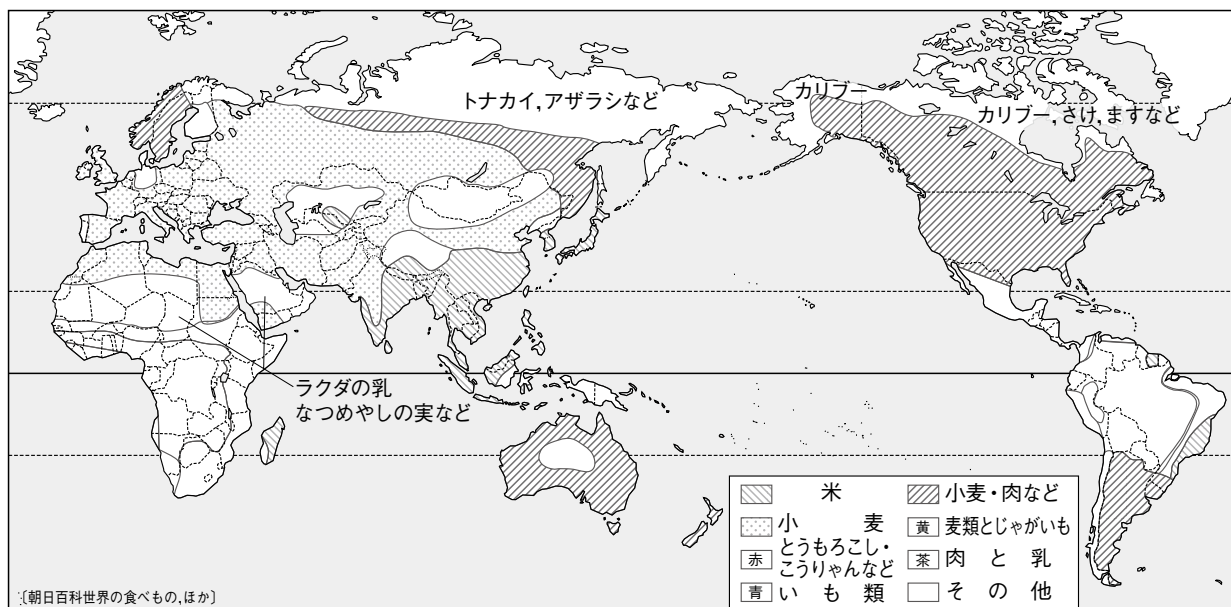 トナカイ,アザラシなど
カリブー
カリブー,さけ,ますなど
ラクダの乳
なつめやしの実など
米
小麦・肉など
小麦
黄 麦類とじゃがいも
赤 とうもろこし・
こうりゃんなど
茶 肉と乳
青 いも類
その他
〔朝日百科世界の食べもの,ほか〕